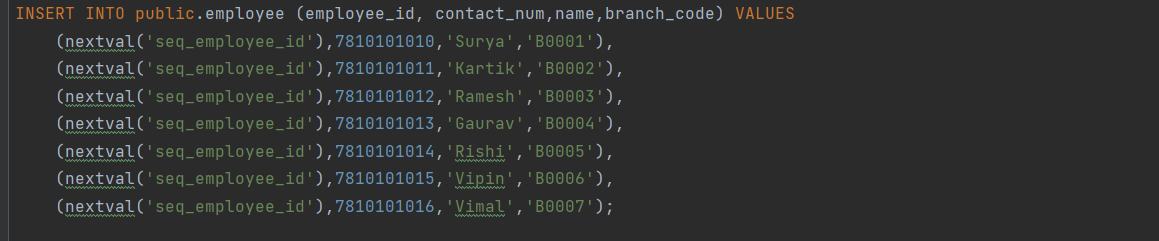 INSERT INTO public.employee (employee_id, contact_num,name,branch_code) VALUES
(nextval('seq_employee_id'),7810101010,'Surya','B0001'),
(nextval('seq_employee_id'),7810101011,'Kartik','B0002'),
(nextval('seq_employee_id'),7810101012,'Ramesh','B0003'),
(nextval('seq_employee_id'),7810101013,'Gaurav','B0004'),
(nextval('seq_employee_id'),7810101014,'Rishi','B0005'),
(nextval('seq_employee_id'),7810101015,'Vipin','B0006'),
(nextval('seq_employee_id'),7810101016,'Vimal','B0007');